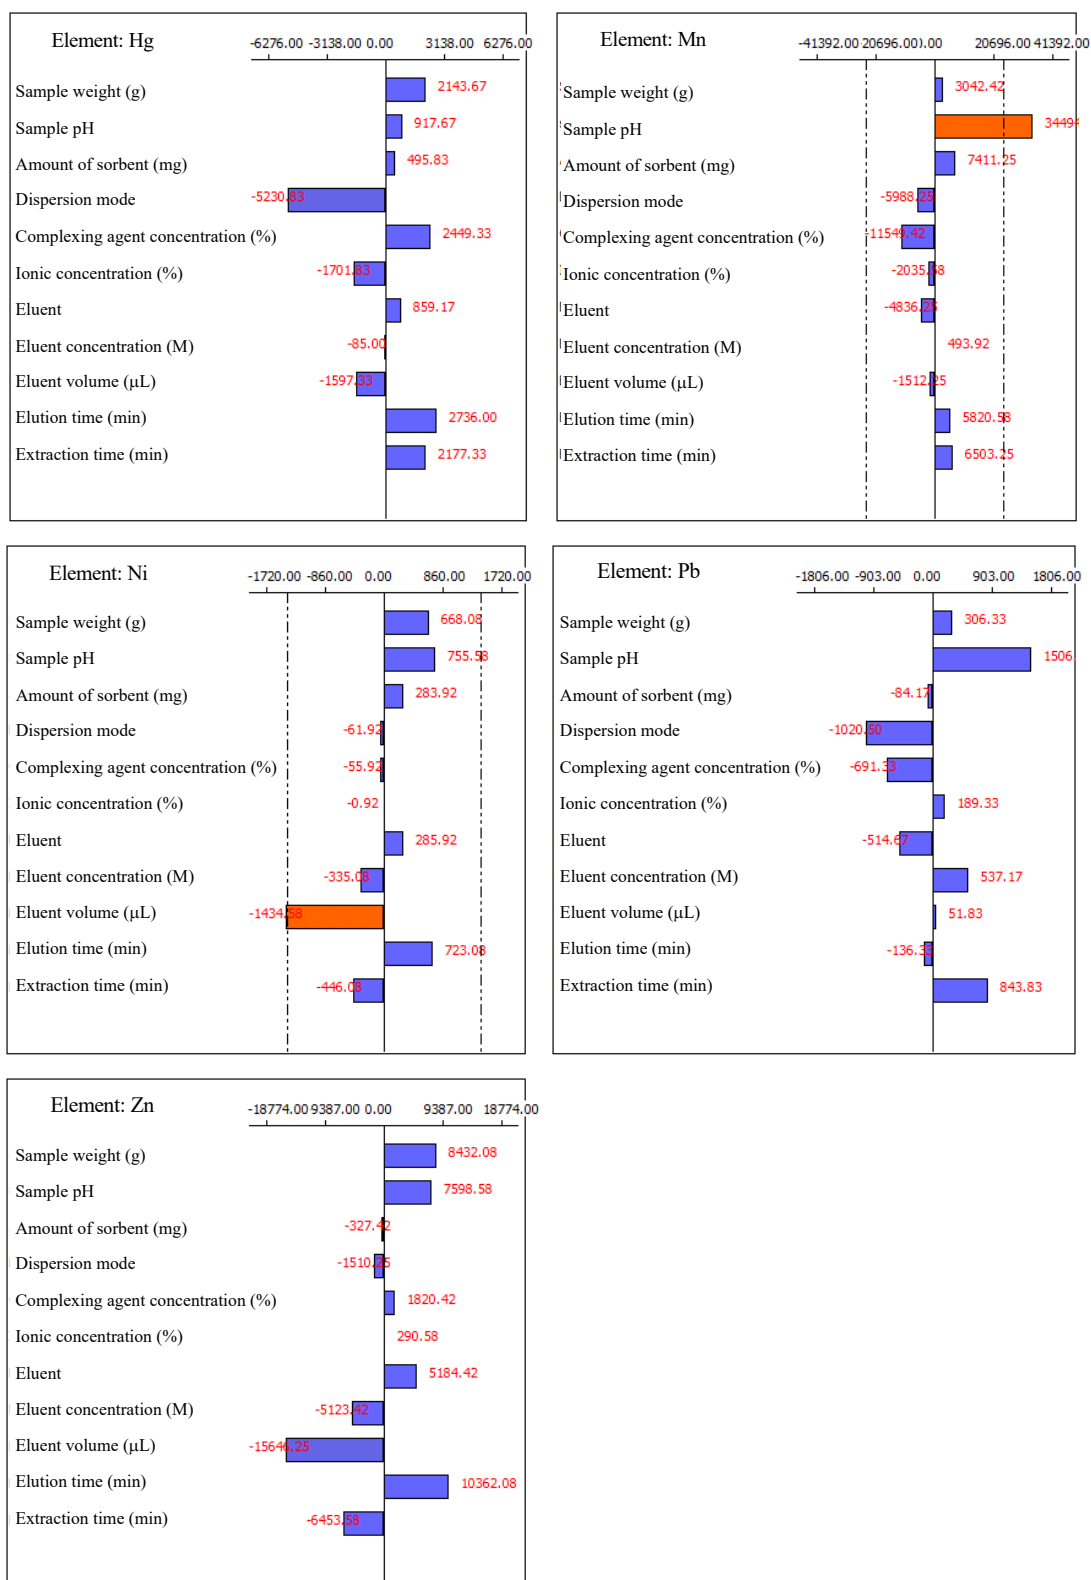 Element: Hg
-6276.00 -3138.00 0.00 3138.00 6276.00
Sample weight (g) 2143.67
Sample pH 917.67
Amount of sorbent (mg) 495.83
Dispersion mode -5230.83
Complexing agent concentration (%) 2449.33
Ionic concentration (%) -1701.83
Eluent 859.17
Eluent concentration (M) -85.00
Eluent volume (µL) -1597.33
Elution time (min) 2736.00
Extraction time (min) 2177.33
Element: Mn
-41392.00 20696.00 0.00 20696.00 41392.00
Sample weight (g) 3042.42
Sample pH 34494
Amount of sorbent (mg) 7411.25
Dispersion mode -5988.25
Complexing agent concentration (%) -11549.42
Ionic concentration (%) -2035.58
Eluent -4836.25
Eluent concentration (M) 493.92
Eluent volume (µL) -1512.25
Elution time (min) 5820.58
Extraction time (min) 6503.25
Element: Ni
-1720.00 -860.00 0.00 860.00 1720.00
Sample weight (g) 668.08
Sample pH 755.58
Amount of sorbent (mg) 283.92
Dispersion mode -61.92
Complexing agent concentration (%) -55.92
Ionic concentration (%) -0.92
Eluent 285.92
Eluent concentration (M) -335.08
Eluent volume (µL) -1434.58
Elution time (min) 723.08
Extraction time (min) -446.08
Element: Pb
-1806.00 -903.00 0.00 903.00 1806.00
Sample weight (g) 306.33
Sample pH 1506
Amount of sorbent (mg) -84.17
Dispersion mode -1020.50
Complexing agent concentration (%) -691.33
Ionic concentration (%) 189.33
Eluent -514.67
Eluent concentration (M) 537.17
Eluent volume (µL) 51.83
Elution time (min) -136.33
Extraction time (min) 843.83
Element: Zn
-18774.00 9387.00 0.00 9387.00 18774.00
Sample weight (g) 8432.08
Sample pH 7598.58
Amount of sorbent (mg) -327.42
Dispersion mode -1510.25
Complexing agent concentration (%) 1820.42
Ionic concentration (%) 290.58
Eluent 5184.42
Eluent concentration (M) -5123.42
Eluent volume (µL) -15646.25
Elution time (min) 10362.08
Extraction time (min) -6453.58